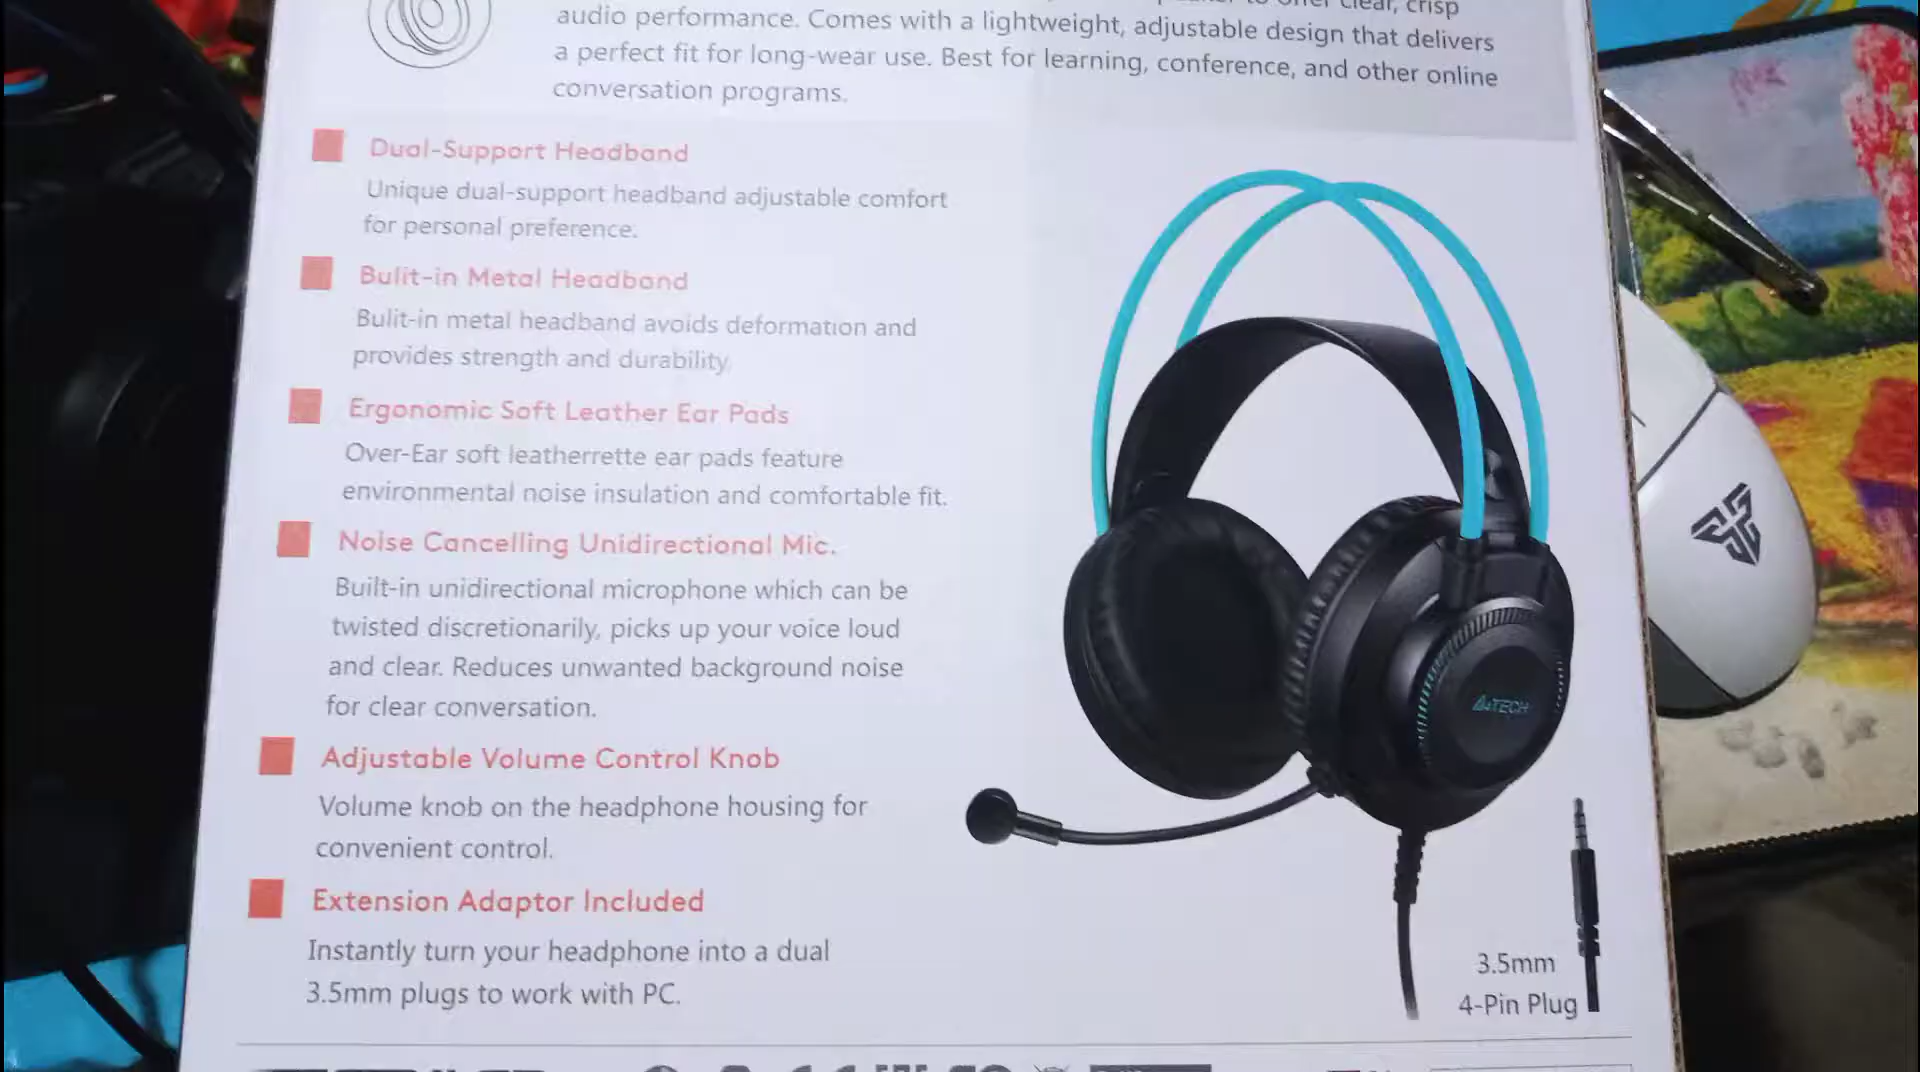 to offer clear, crisp
audio performance. Comes with a lightweight, adjustable design that delivers
a perfect fit for long-wear use. Best for learning, conference, and other online
conversation programs.
Dual-Support Headband
Unique dual-support headband adjustable comfort
for personal preference.
Bulit-in Metal Headband
Bulit-in metal headband avoids deformation and
provides strength and durability.
Ergonomic Soft Leather Ear Pads
Over-Ear soft leatherrette ear pads feature
environmental noise insulation and comfortable fit.
Noise Cancelling Unidirectional Mic.
Built-in unidirectional microphone which can be
twisted discretionarily, picks up your voice loud
and clear. Reduces unwanted background noise
for clear conversation.
Adjustable Volume Control Knob
Volume knob on the headphone housing for
convenient control.
Extension Adaptor Included
Instantly turn your headphone into a dual
3.5mm plugs to work with PC.
A4TECH
3.5mm
4-Pin Plug